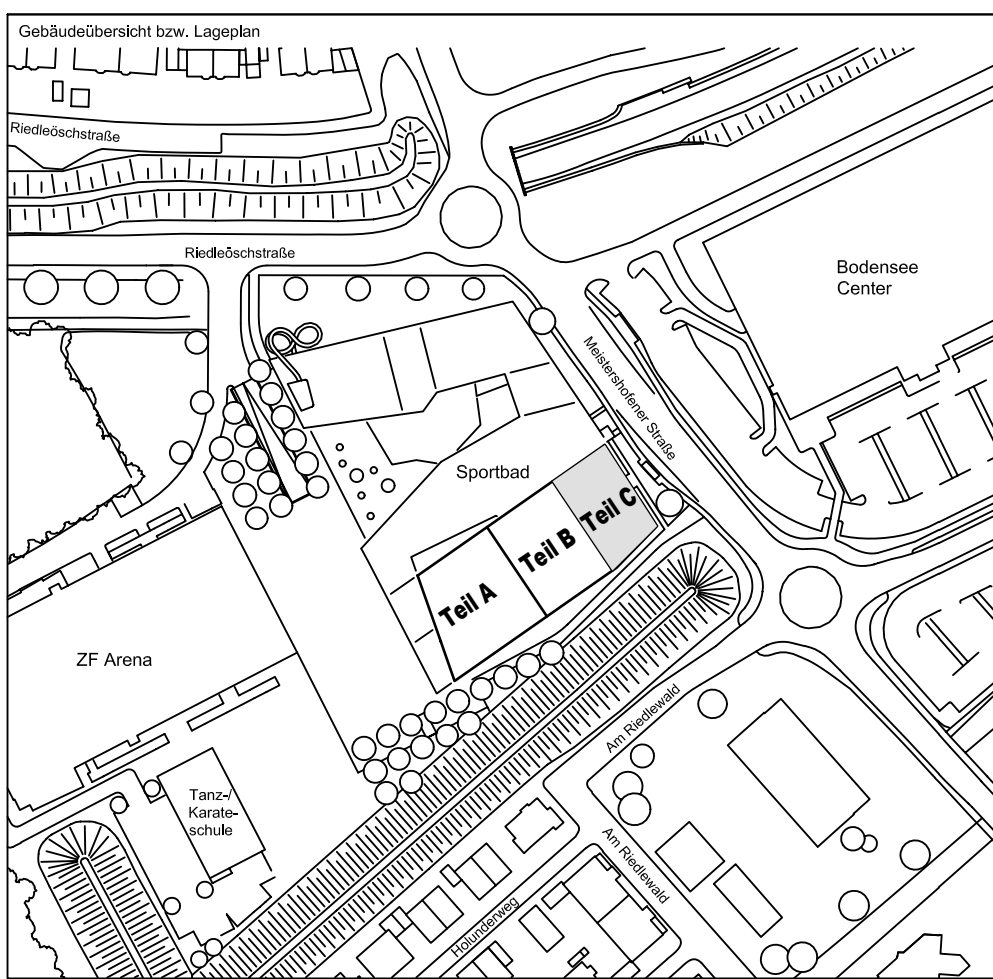 Gebäudeübersicht bzw. Lageplan
Riedleöschstraße
Riedleöschstraße
Bodensee
Center
Meistershofener Straße
Sportbad
Teil C
Teil B
Teil A
ZF Arena
Am Riedlewald
Tanz-/
Karate-
schule
Am Riedlewald
Holunderweg